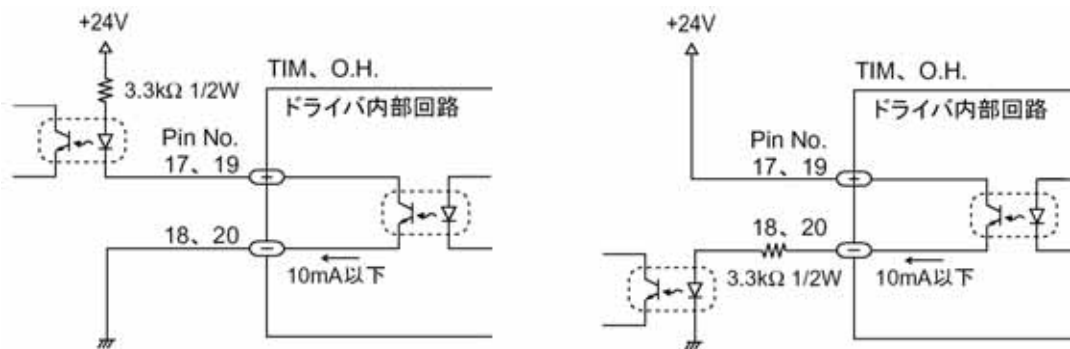 +24V
3.3kΩ 1/2W
TIM、O.H.
ドライバ内部回路
Pin No.
17、19
18、20
10mA以下
+24V
TIM、O.H.
ドライバ内部回路
Pin No.
17、19
18、20
3.3kΩ 1/2W
10mA以下